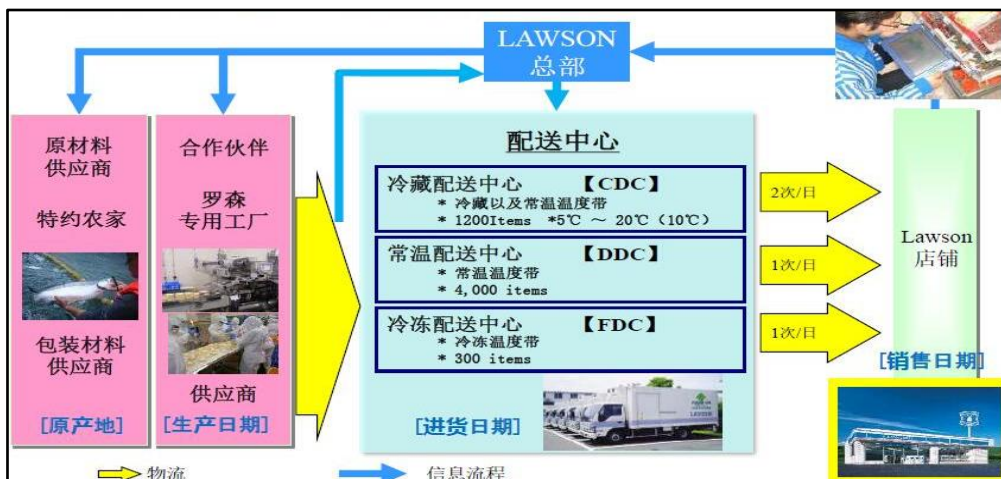 LAWSON
总部
原材料
供应商
特约农家
包装材料
供应商
[原产地]
合作伙伴
罗森
专用工厂
供应商
[生产日期]
配送中心
冷藏配送中心 【CDC】
* 冷藏以及常温温度带
* 1200Items *5℃ ～ 20℃（10℃）
常温配送中心 【DDC】
* 常温温度带
* 4,000 items
冷冻配送中心 【FDC】
* 冷冻温度带
* 300 items
[进货日期]
2次/日
1次/日
1次/日
Lawson
店铺
[销售日期]
物流
信息流程